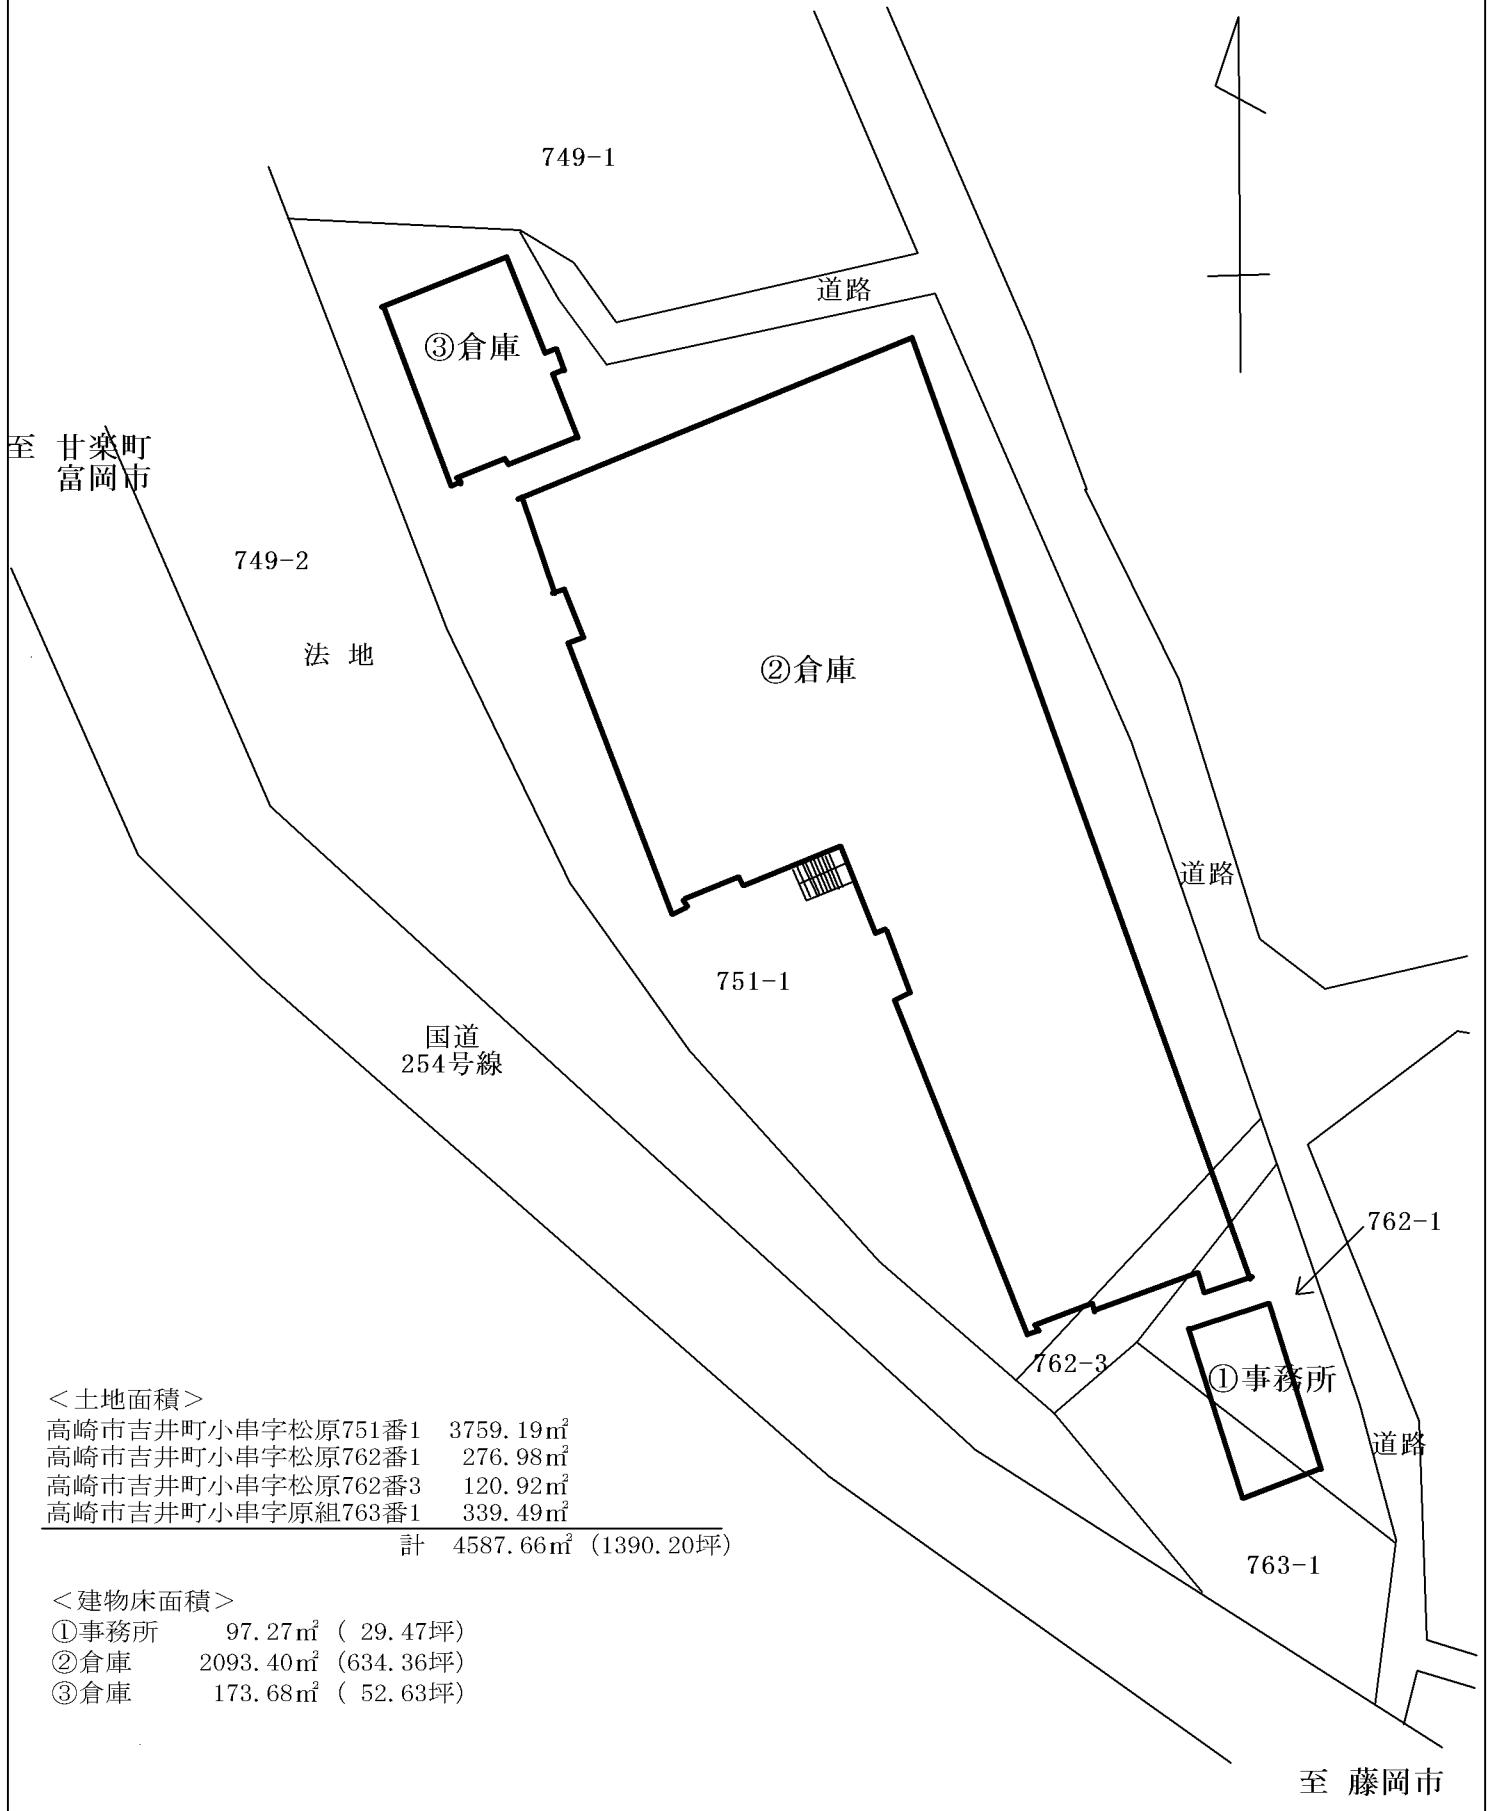 749-1
道路
③倉庫
至 甘楽町
富岡市
749-2
法 地
②倉庫
道路
751-1
国道
254号線
762-1
762-3
①事務所
道路
763-1
＜土地面積＞
高崎市吉井町小串字松原751番1 3759.19㎡
高崎市吉井町小串字松原762番1 276.98㎡
高崎市吉井町小串字松原762番3 120.92㎡
高崎市吉井町小串字原組763番1 339.49㎡
計 4587.66㎡ (1390.20坪)
＜建物床面積＞
①事務所 97.27㎡ ( 29.47坪)
②倉庫 2093.40㎡ (634.36坪)
③倉庫 173.68㎡ ( 52.63坪)
至 藤岡市